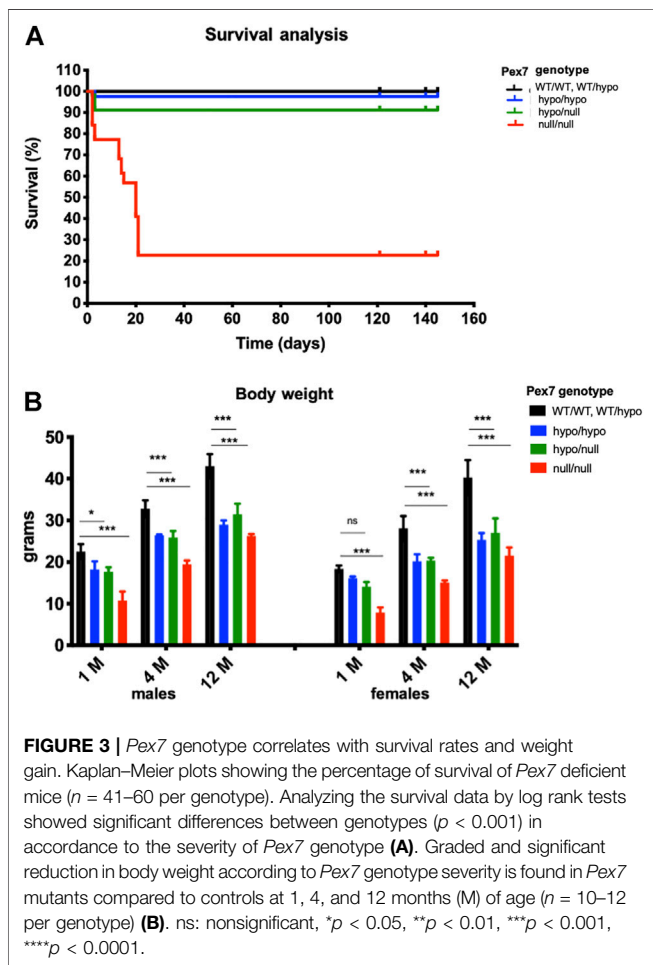 A
Survival analysis
Pex7 genotype
WT/WT, WT/hypo
hypo/hypo
hypo/null
null/null
Survival (%)
110
100
90
80
70
60
50
40
30
20
10
0
0 20 40 60 80 100 120 140 160
Time (days)
B
Body weight
Pex7 genotype
WT/WT, WT/hypo
hypo/hypo
hypo/null
null/null
grams
50
40
30
20
10
0
* ***
*** ***
*** ***
ns ***
*** ***
*** ***
1 M 4 M 12 M 1 M 4 M 12 M
males females
FIGURE 3 | Pex7 genotype correlates with survival rates and weight
gain. Kaplan–Meier plots showing the percentage of survival of Pex7 deficient
mice (n = 41–60 per genotype). Analyzing the survival data by log rank tests
showed significant differences between genotypes (p < 0.001) in
accordance to the severity of Pex7 genotype (A). Graded and significant
reduction in body weight according to Pex7 genotype severity is found in Pex7
mutants compared to controls at 1, 4, and 12 months (M) of age (n = 10–12
per genotype) (B). ns: nonsignificant, *p < 0.05, **p < 0.01, ***p < 0.001,
****p < 0.0001.